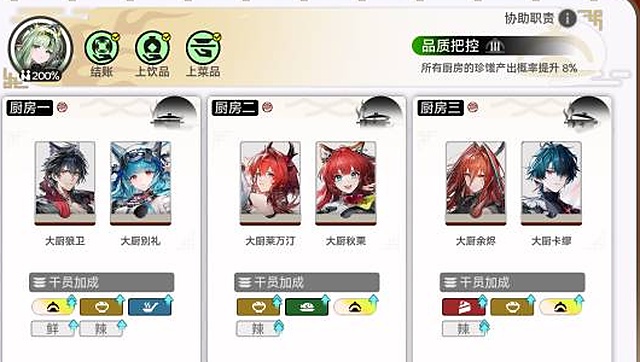 协助职责
200%
结账
上饮品
上菜品
品质把控 III
所有厨房的珍馐产出概率提升 8%
厨房一
大厨狼卫
大厨别礼
干员加成
鲜
辣
厨房二
大厨莱万汀
大厨秋栗
干员加成
辣
厨房三
大厨余烬
大厨卡缪
干员加成
辣